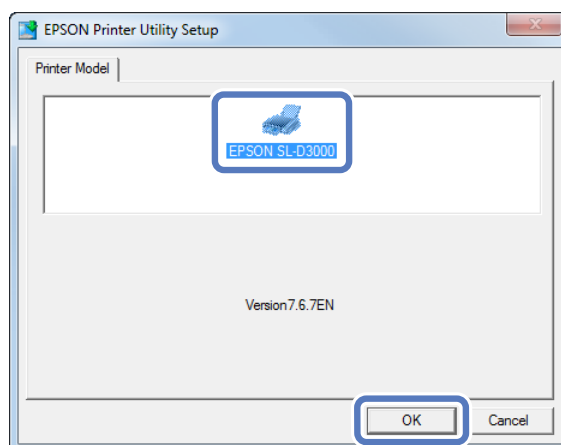 EPSON Printer Utility Setup
Printer Model
EPSON SL-D3000
Version7.6.7EN
OK
Cancel